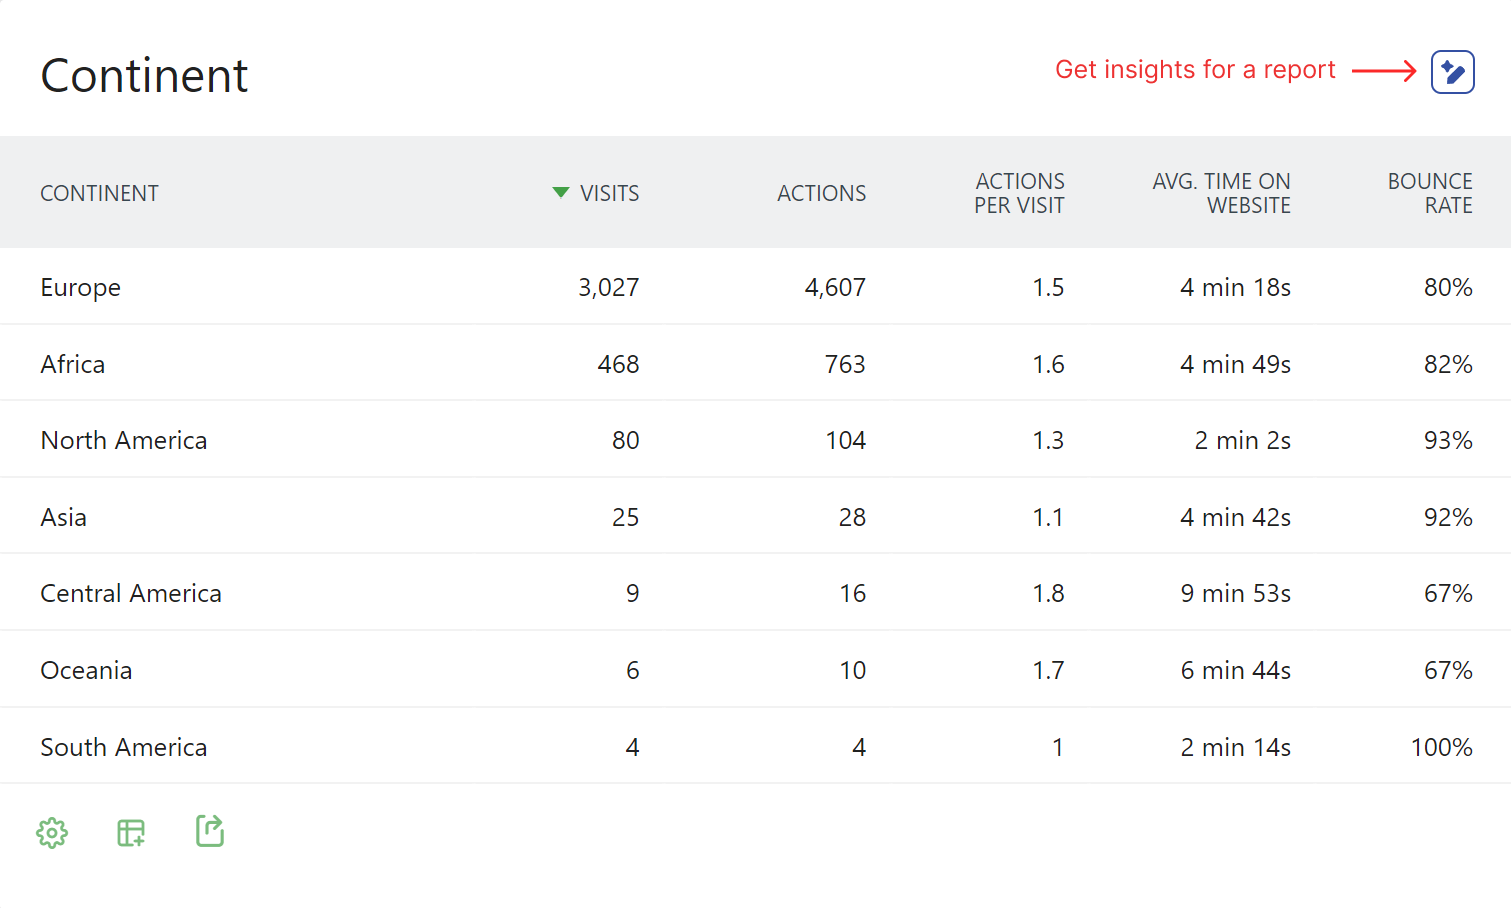 Continent
Get insights for a report
CONTINENT VISITS ACTIONS ACTIONS PER VISIT AVG. TIME ON WEBSITE BOUNCE RATE
Europe 3,027 4,607 1.5 4 min 18s 80%
Africa 468 763 1.6 4 min 49s 82%
North America 80 104 1.3 2 min 2s 93%
Asia 25 28 1.1 4 min 42s 92%
Central America 9 16 1.8 9 min 53s 67%
Oceania 6 10 1.7 6 min 44s 67%
South America 4 4 1 2 min 14s 100%